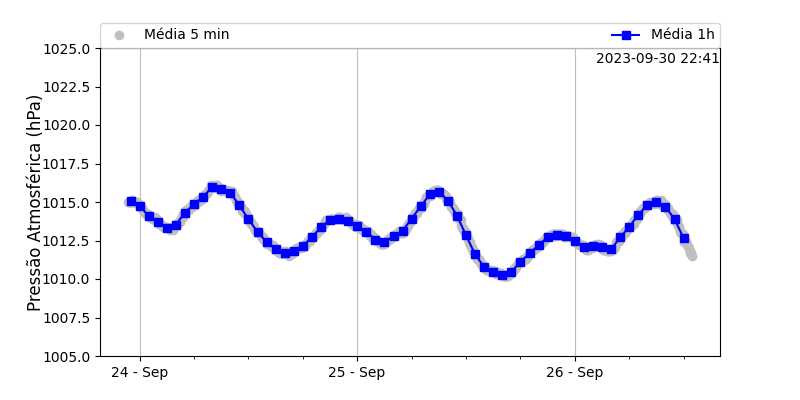 Média 5 min
Média 1h
2023-09-30 22:41
Pressão Atmosférica (hPa)
1025.0
1022.5
1020.0
1017.5
1015.0
1012.5
1010.0
1007.5
1005.0
24 - Sep
25 - Sep
26 - Sep